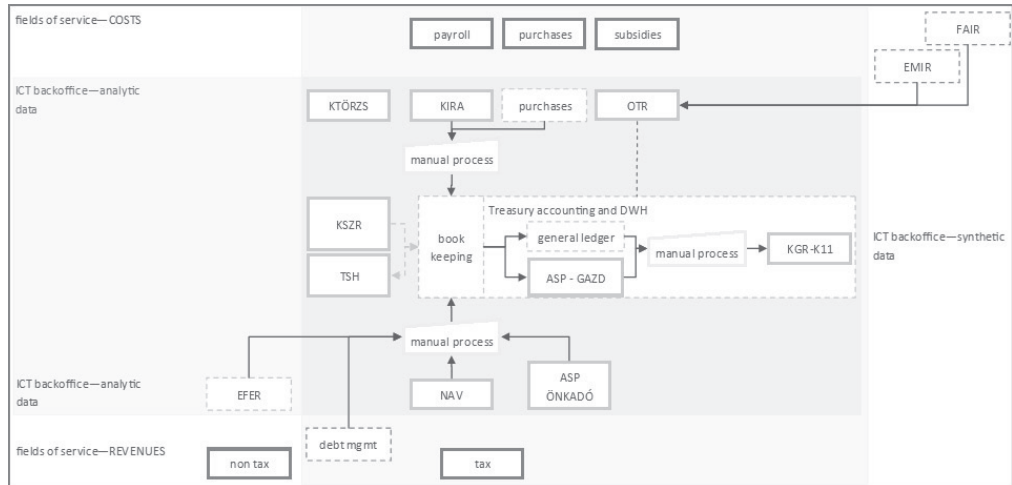 fields of service—COSTS
payroll
purchases
subsidies
FAIR
EMIR
ICT backoffice—analytic
data
KTÖRZS
KIRA
purchases
OTR
manual process
Treasury accounting and DWH
KSZR
TSH
book
keeping
general ledger
ASP - GAZD
manual process
KGR-K11
ICT backoffice—synthetic
data
manual process
ICT backoffice—analytic
data
EFER
NAV
ASP
ÖNKADÓ
fields of service—REVENUES
debt mgmt
non tax
tax